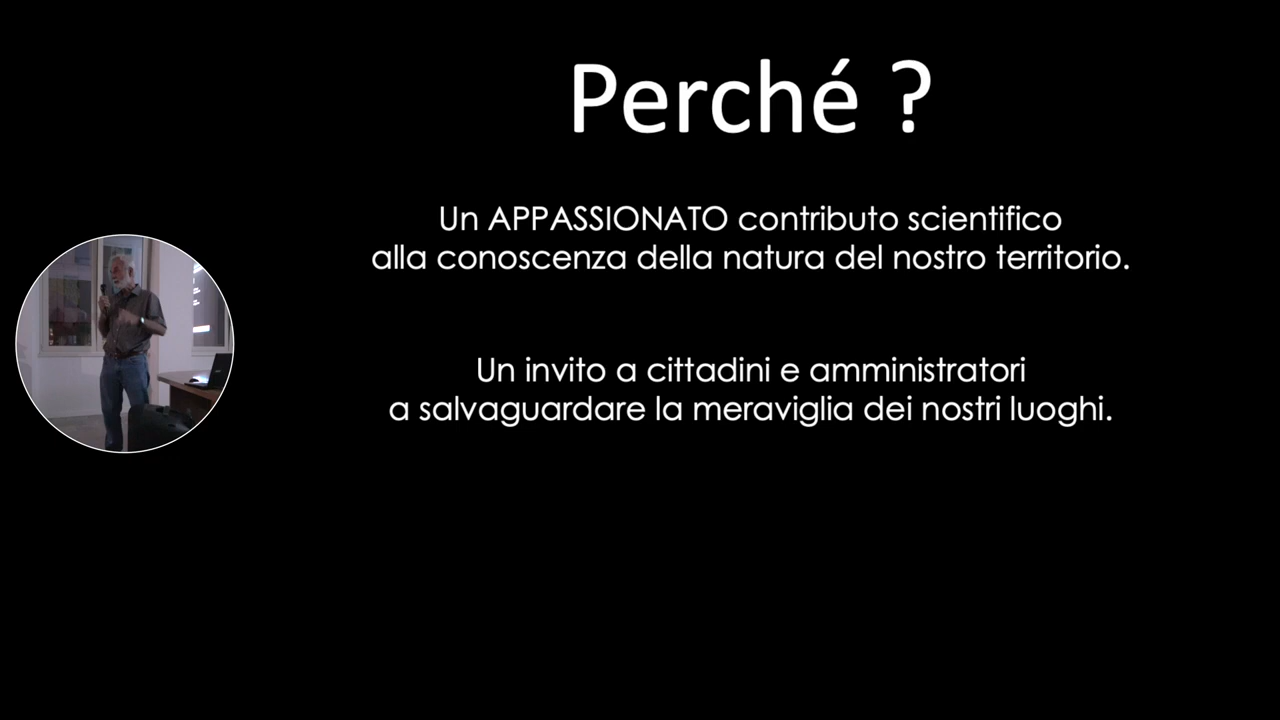 Perché ?
Un APPASSIONATO contributo scientifico
alla conoscenza della natura del nostro territorio.
Un invito a cittadini e amministratori
a salvaguardare la meraviglia dei nostri luoghi.